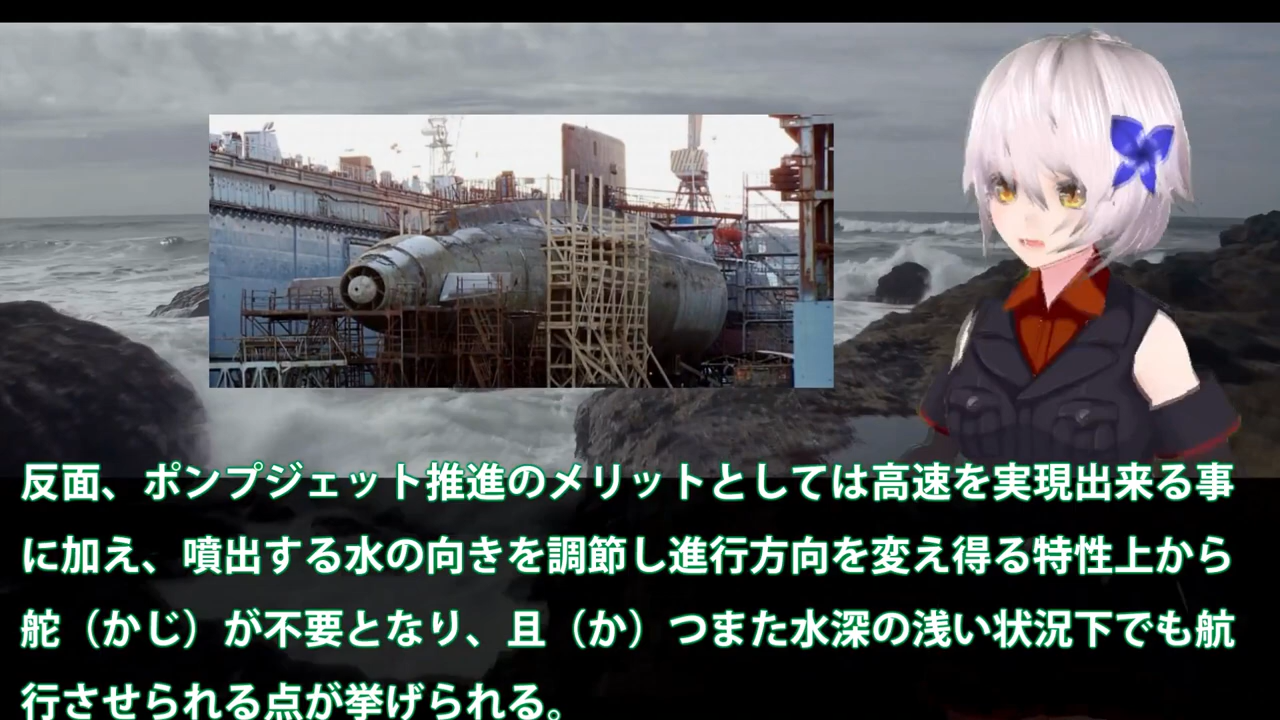 反面、ポンプジェット推進のメリットとしては高速を実現出来る事
に加え、噴出する水の向きを調節し進行方向を変え得る特性上から
舵（かじ）が不要となり、且（か）つまた水深の浅い状況下でも航
行させられる点が挙げられる。